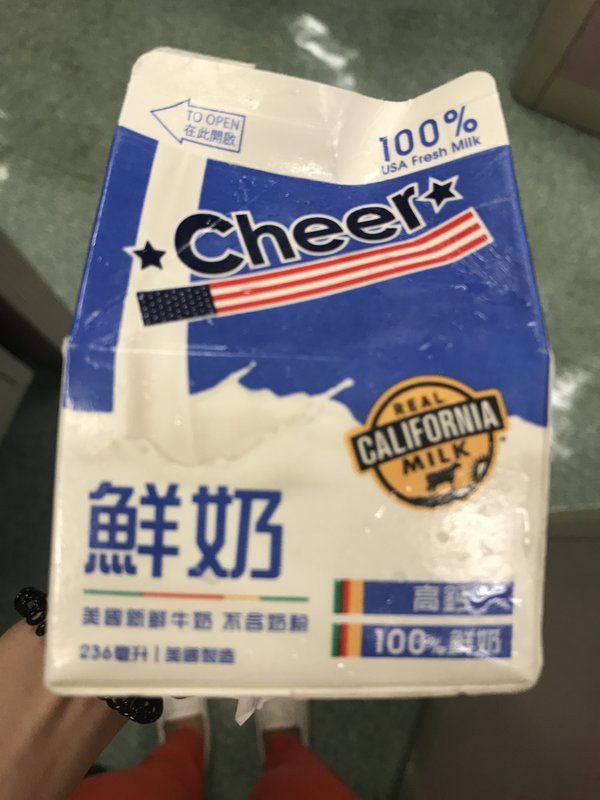 TO OPEN
在此開啟
100%
USA Fresh Milk
Cheer
REAL
CALIFORNIA
MILK
鮮奶
美國新鮮牛奶 不含奶粉
236毫升 | 美國製造
高鈣
100%鮮奶